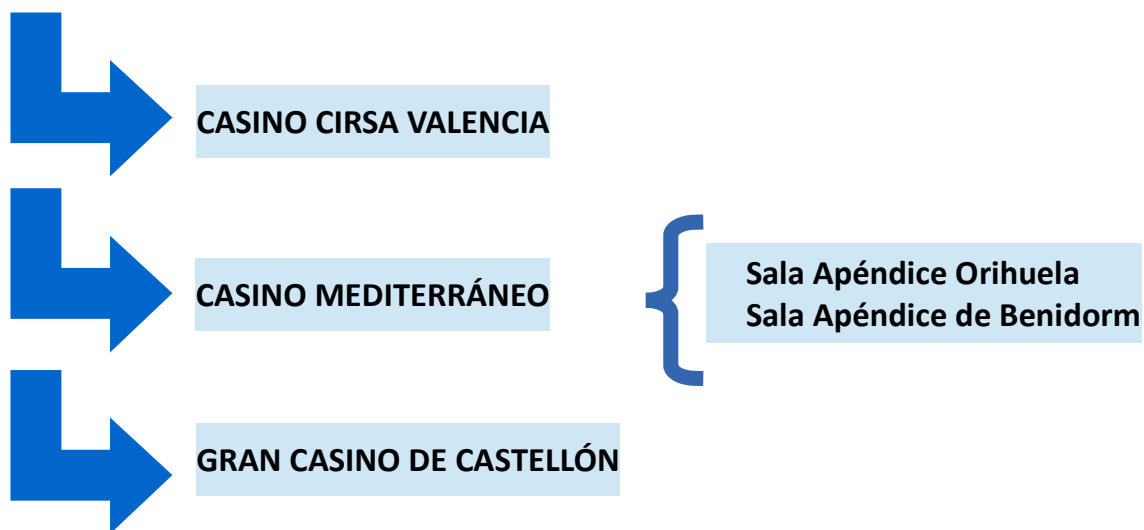 CASINO CIRSA VALENCIA
CASINO MEDITERRÁNEO
Sala Apéndice Orihuela
Sala Apéndice de Benidorm
GRAN CASINO DE CASTELLÓN